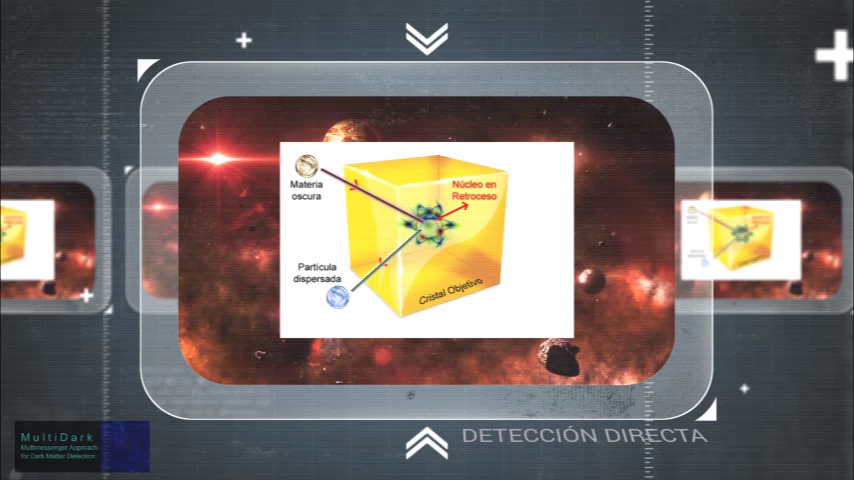 Materia
oscura
Núcleo en
Retroceso
Partícula
dispersada
Cristal Objetivo
DETECCIÓN DIRECTA
MultiDark
Multimessenger Approach
for Dark Matter Detection